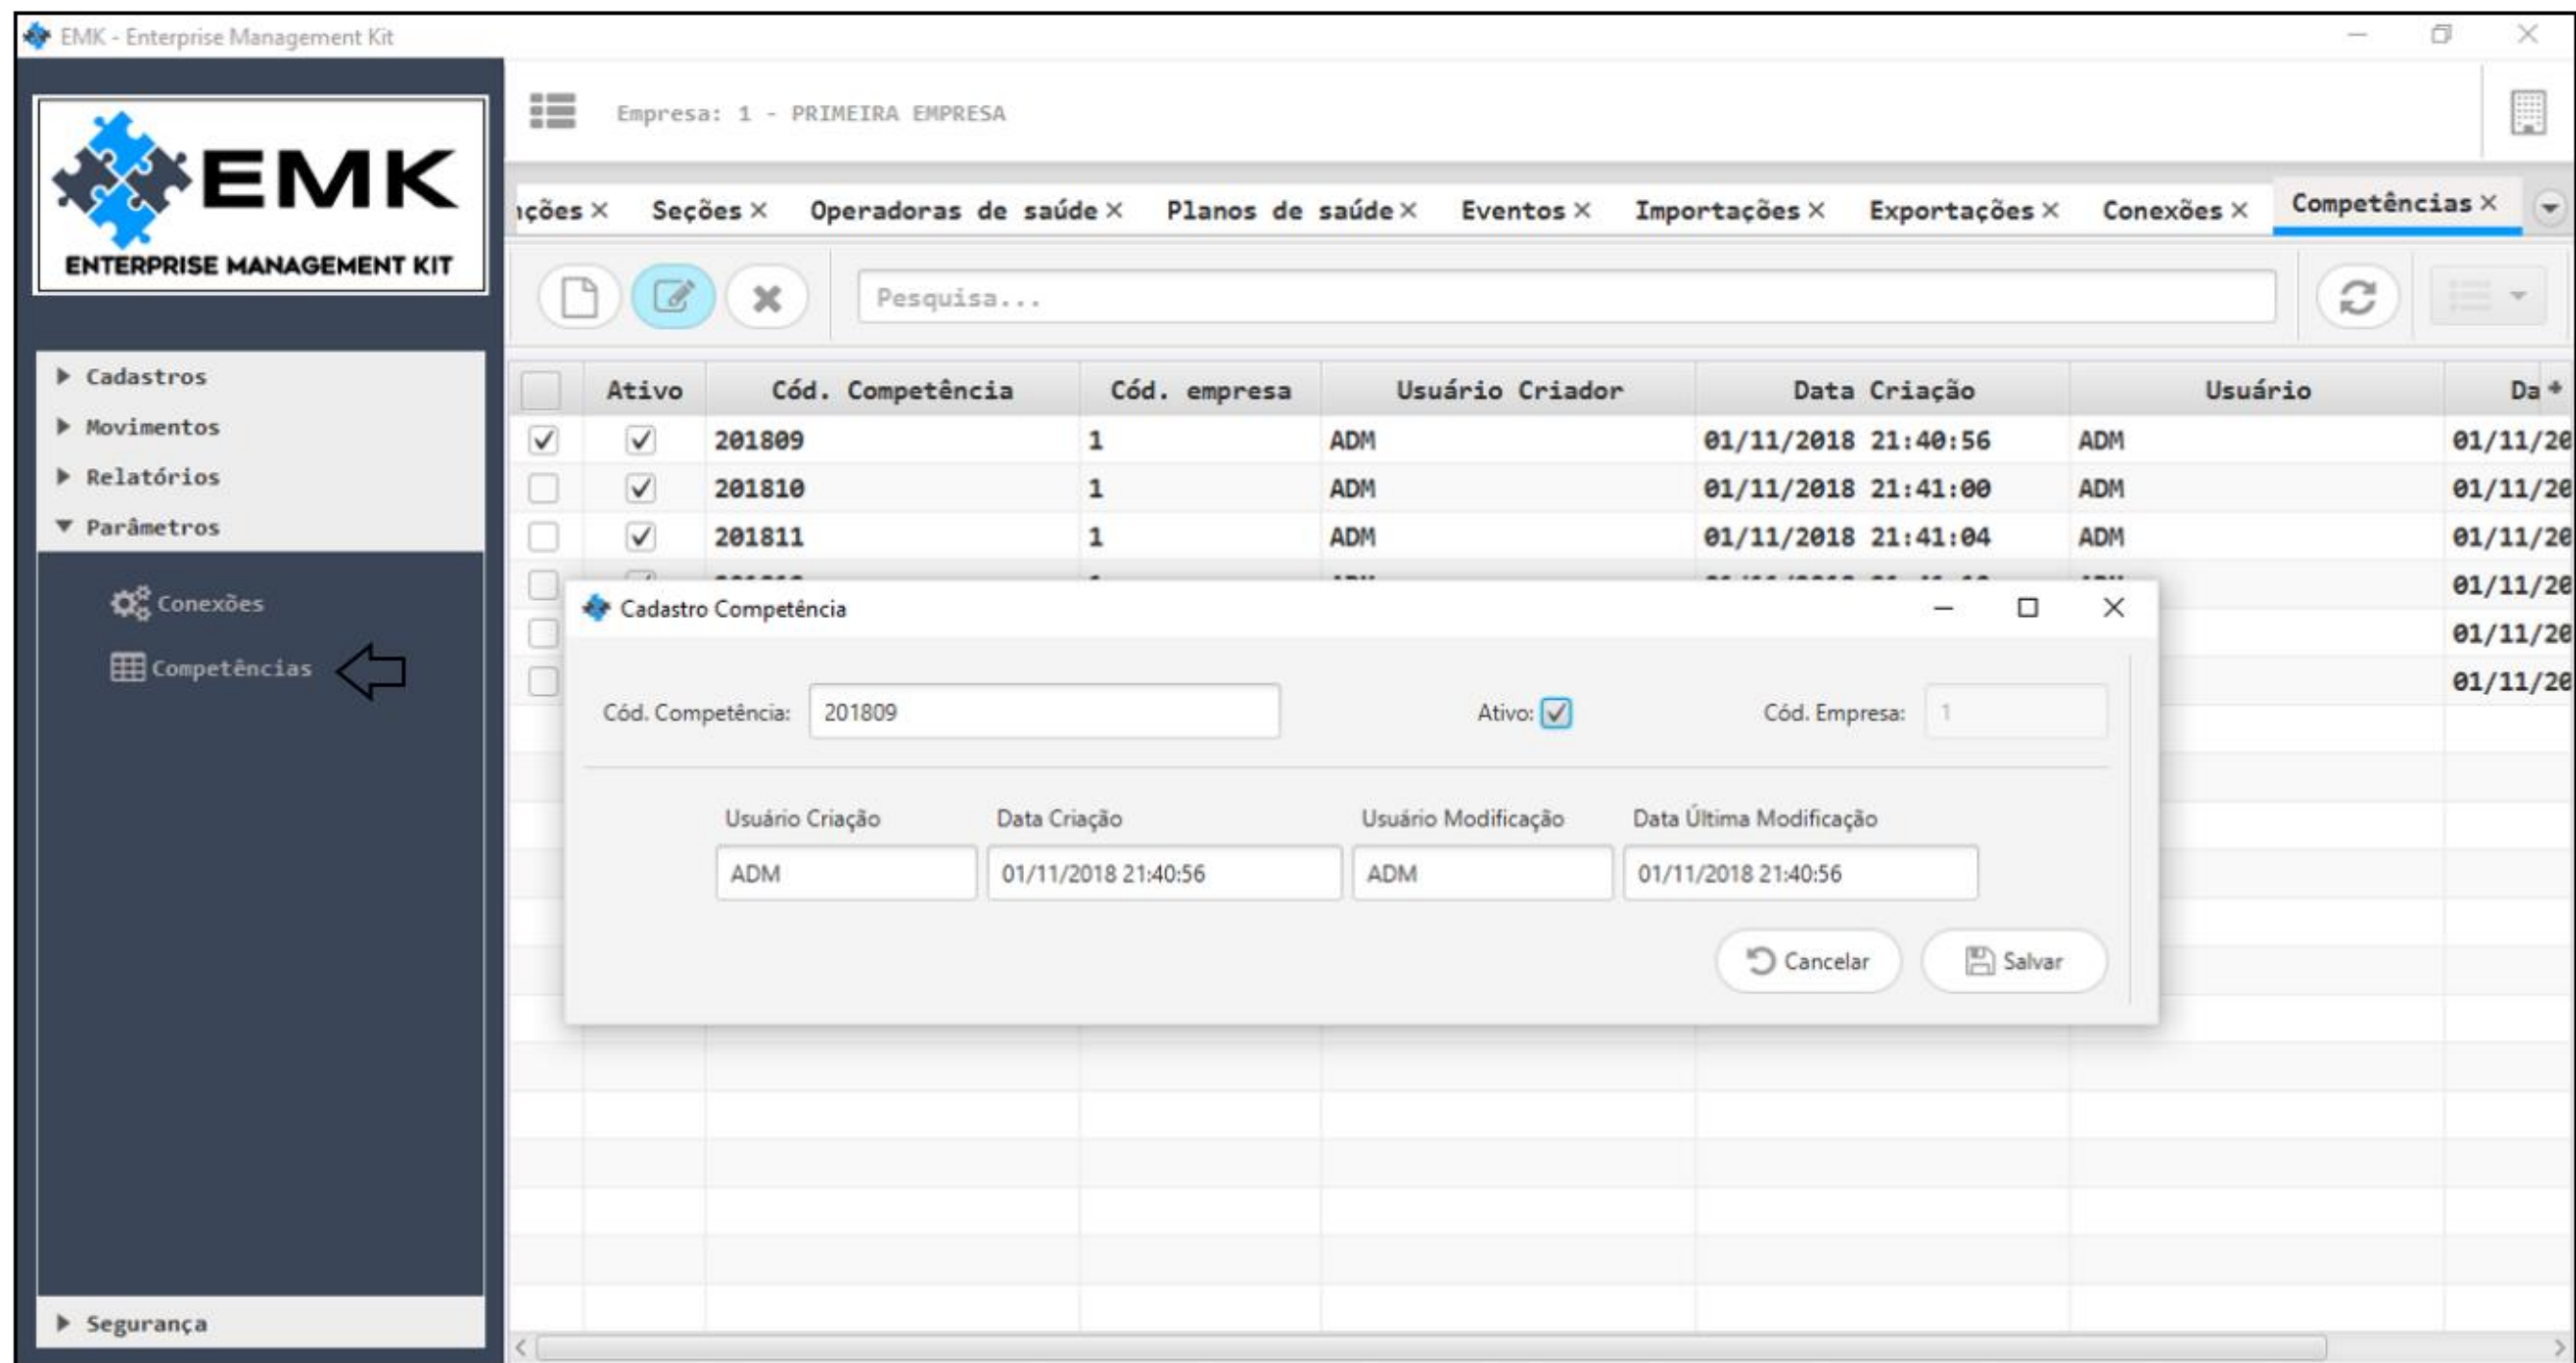 EMK - Enterprise Management Kit
EMK
ENTERPRISE MANAGEMENT KIT
Empresa: 1 - PRIMEIRA EMPRESA
ções Seções Operadoras de saúde Planos de saúde Eventos Importações Exportações Conexões Competências
Pesquisa...
Cadastros
Movimentos
Relatórios
Parâmetros
Conexões
Competências
Segurança
Ativo Cód. Competência Cód. empresa Usuário Criador Data Criação Usuário Da
201809 1 ADM 01/11/2018 21:40:56 ADM 01/11/20
201810 1 ADM 01/11/2018 21:41:00 ADM 01/11/20
201811 1 ADM 01/11/2018 21:41:04 ADM 01/11/20
01/11/20
01/11/20
01/11/20
Cadastro Competência
Cód. Competência: 201809 Ativo: Cód. Empresa: 1
Usuário Criação Data Criação Usuário Modificação Data Última Modificação
ADM 01/11/2018 21:40:56 ADM 01/11/2018 21:40:56
Cancelar Salvar